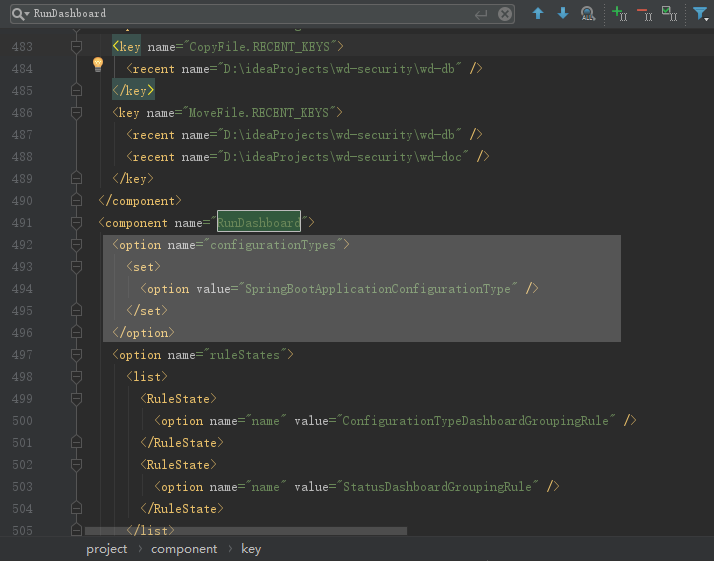 RunDashboard
483 <key name="CopyFile.RECENT_KEYS">
484 <recent name="D:\ideaProjects\wd-security\wd-db" />
485 </key>
486 <key name="MoveFile.RECENT_KEYS">
487 <recent name="D:\ideaProjects\wd-security\wd-db" />
488 <recent name="D:\ideaProjects\wd-security\wd-doc" />
489 </key>
490 </component>
491 <component name="RunDashboard">
492 <option name="configurationTypes">
493 <set>
494 <option value="SpringBootApplicationConfigurationType" />
495 </set>
496 </option>
497 <option name="ruleStates">
498 <list>
499 <RuleState>
500 <option name="name" value="ConfigurationTypeDashboardGroupingRule" />
501 </RuleState>
502 <RuleState>
503 <option name="name" value="StatusDashboardGroupingRule" />
504 </RuleState>
505 </list>
project component key